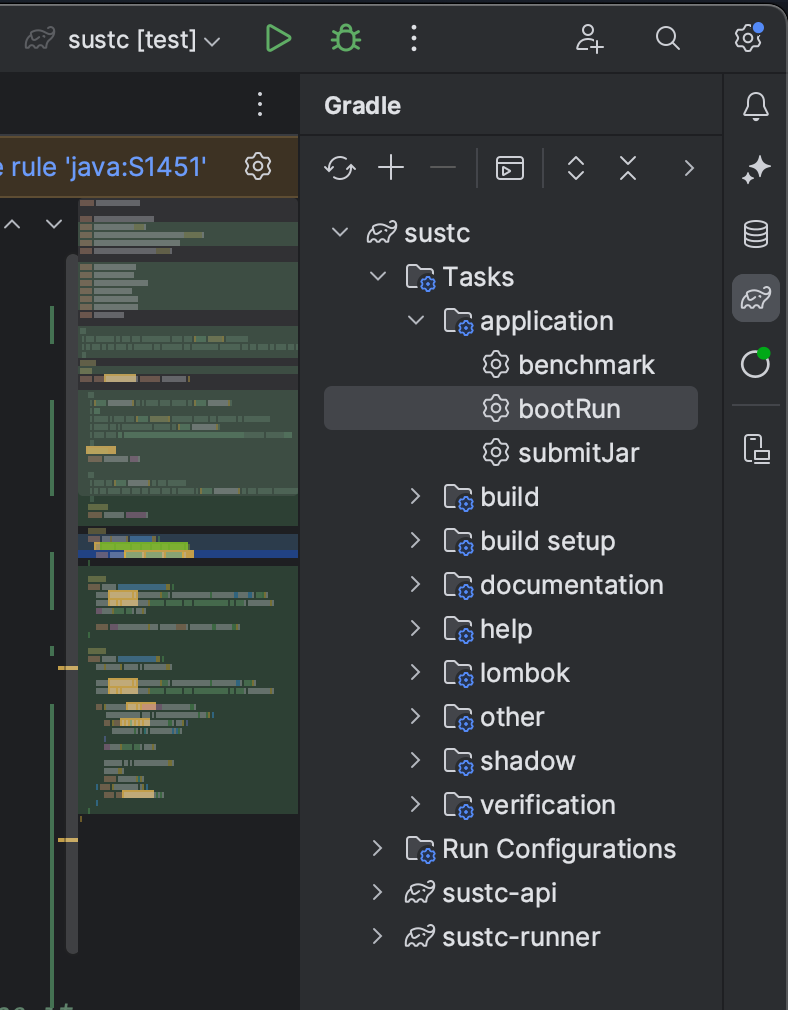 sustc [test]
Gradle
rule 'java:S1451'
sustc
Tasks
application
benchmark
bootRun
submitJar
build
build setup
documentation
help
lombok
other
shadow
verification
Run Configurations
sustc-api
sustc-runner